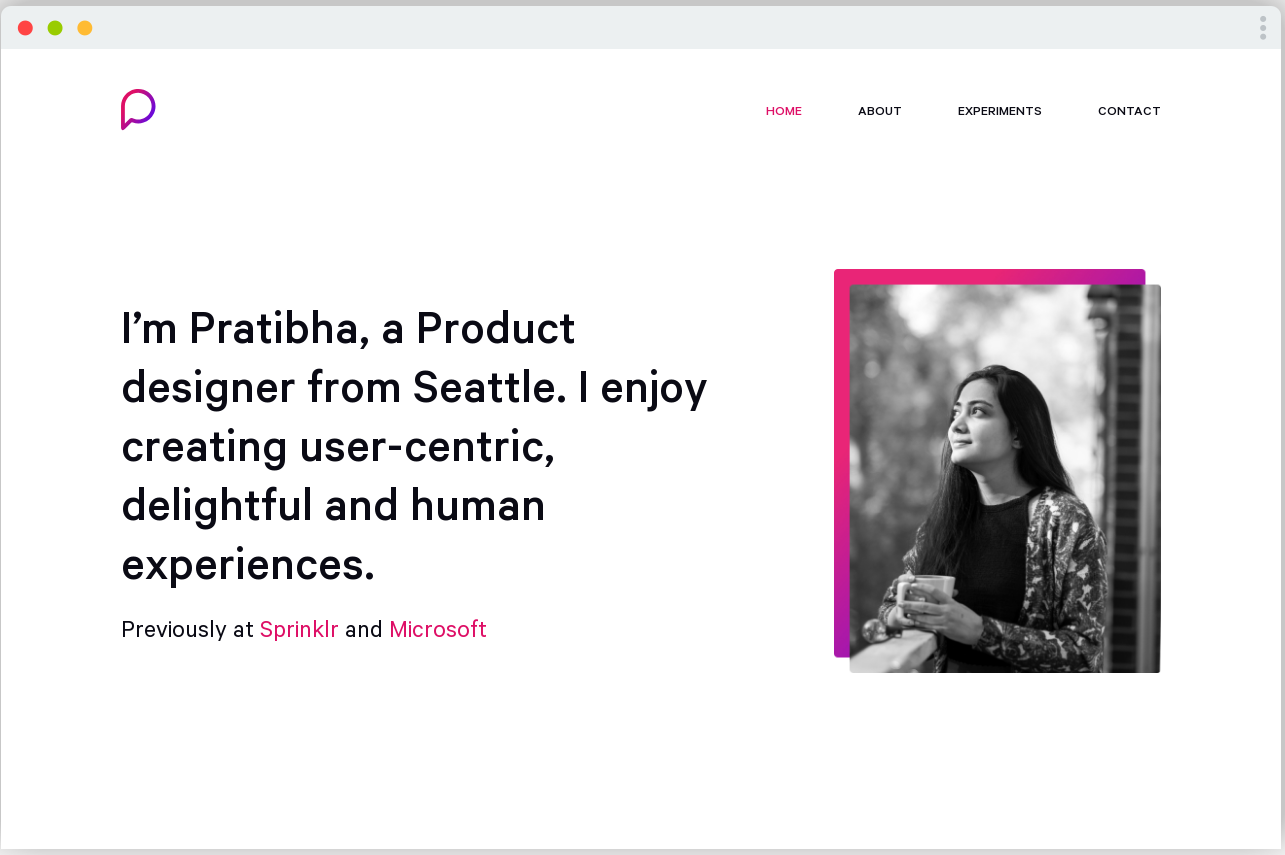 HOME ABOUT EXPERIMENTS CONTACT
I’m Pratibha, a Product
designer from Seattle. I enjoy
creating user-centric,
delightful and human
experiences.
Previously at Sprinklr and Microsoft